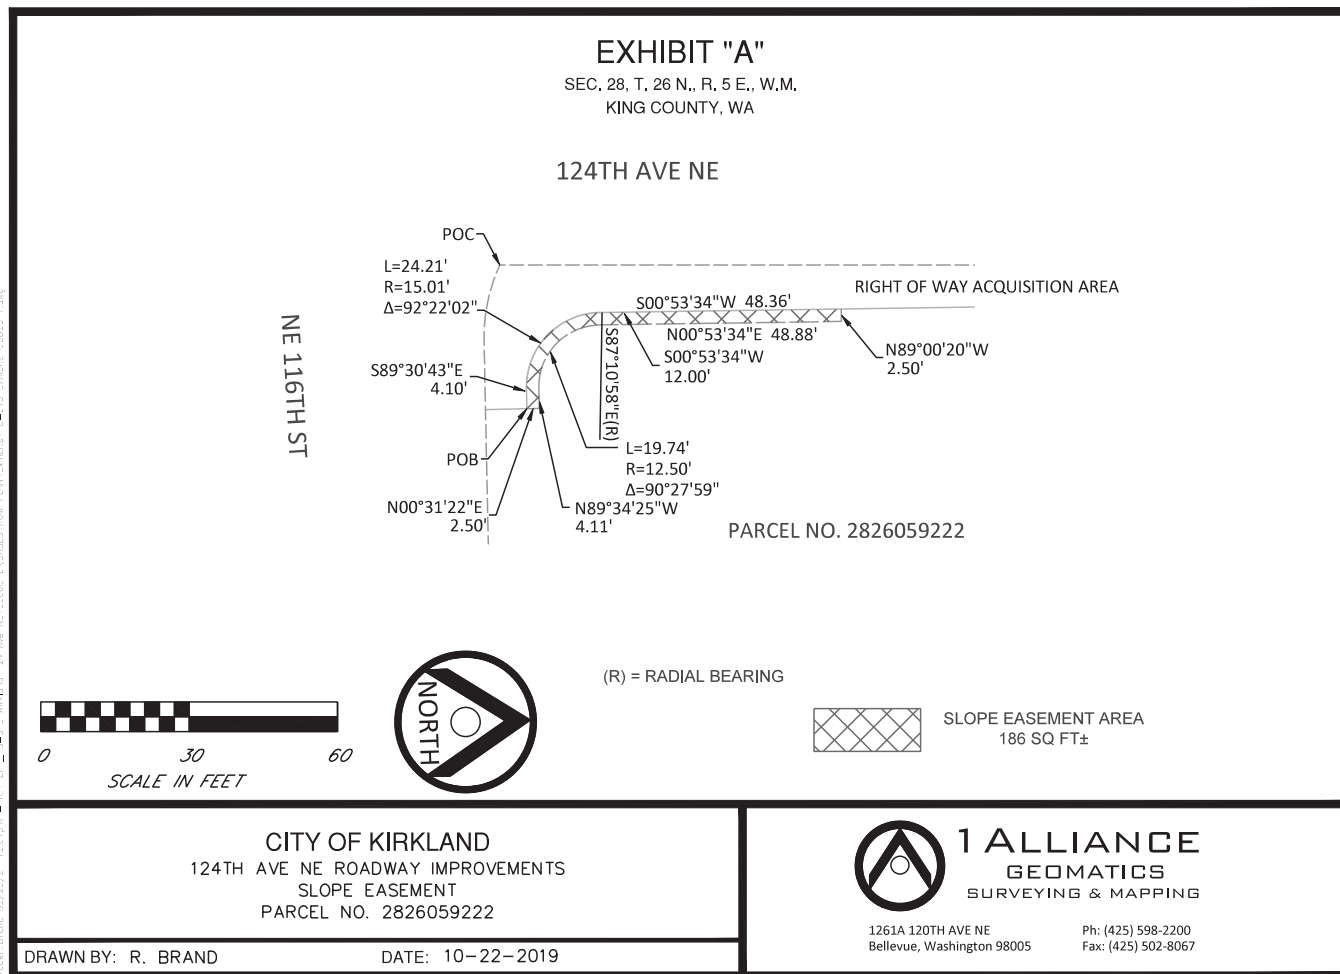 EXHIBIT "A"
SEC. 28, T. 26 N., R. 5 E., W.M.
KING COUNTY, WA
124TH AVE NE
POC
L=24.21'
R=15.01'
Δ=92°22'02"
RIGHT OF WAY ACQUISITION AREA
S00°53'34"W 48.36'
N00°53'34"E 48.88'
S00°53'34"W
12.00'
N89°00'20"W
2.50'
NE 116TH ST
S89°30'43"E
4.10'
S87°10'58"E(R)
POB
L=19.74'
R=12.50'
Δ=90°27'59"
N00°31'22"E
2.50'
N89°34'25"W
4.11'
PARCEL NO. 2826059222
NORTH
(R) = RADIAL BEARING
SLOPE EASEMENT AREA
186 SQ FT±
0 30 60
SCALE IN FEET
CITY OF KIRKLAND
124TH AVE NE ROADWAY IMPROVEMENTS
SLOPE EASEMENT
PARCEL NO. 2826059222
DRAWN BY: R. BRAND DATE: 10-22-2019
1 ALLIANCE
GEOMATICS
SURVEYING & MAPPING
1261A 120TH AVE NE
Bellevue, Washington 98005
Ph: (425) 598-2200
Fax: (425) 502-8067